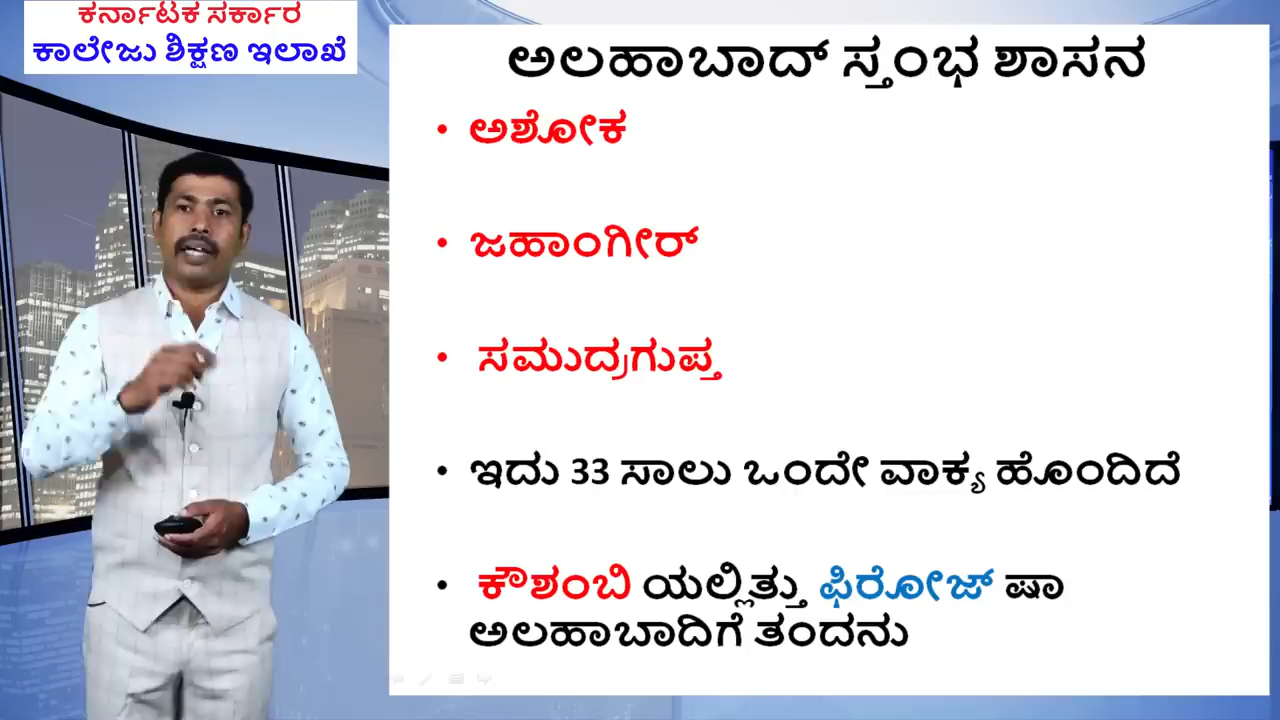 ಕರ್ನಾಟಕ ಸರ್ಕಾರ
ಕಾಲೇಜು ಶಿಕ್ಷಣ ಇಲಾಖೆ
ಅಲಹಾಬಾದ್ ಸ್ತಂಭ ಶಾಸನ
• ಅಶೋಕ
• ಜಹಾಂಗೀರ್
• ಸಮುದ್ರಗುಪ್ತ
• ಇದು 33 ಸಾಲು ಒಂದೇ ವಾಕ್ಯ ಹೊಂದಿದೆ
• ಕೌಶಂಬಿ ಯಲ್ಲಿತ್ತು ಫಿರೋಜ್ ಷಾ
ಅಲಹಾಬಾದಿಗೆ ತಂದನು